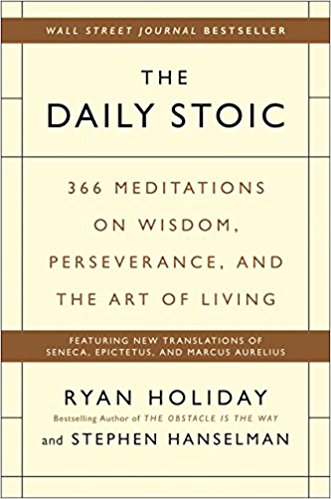 WALL STREET JOURNAL BESTSELLER
THE
DAILY STOIC
366 MEDITATIONS
ON WISDOM,
PERSEVERANCE, AND
THE ART OF LIVING
FEATURING NEW TRANSLATIONS OF
SENECA, EPICTETUS, AND MARCUS AURELIUS
RYAN HOLIDAY
Bestselling Author of THE OBSTACLE IS THE WAY
and STEPHEN HANSELMAN